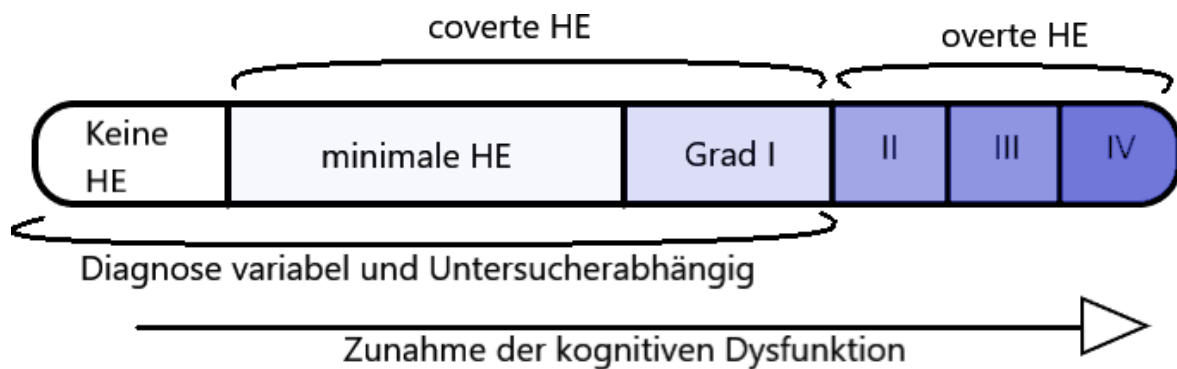 coverte HE
overte HE
Keine
HE
minimale HE
Grad I
II
III
IV
Diagnose variabel und Untersucherabhängig
Zunahme der kognitiven Dysfunktion